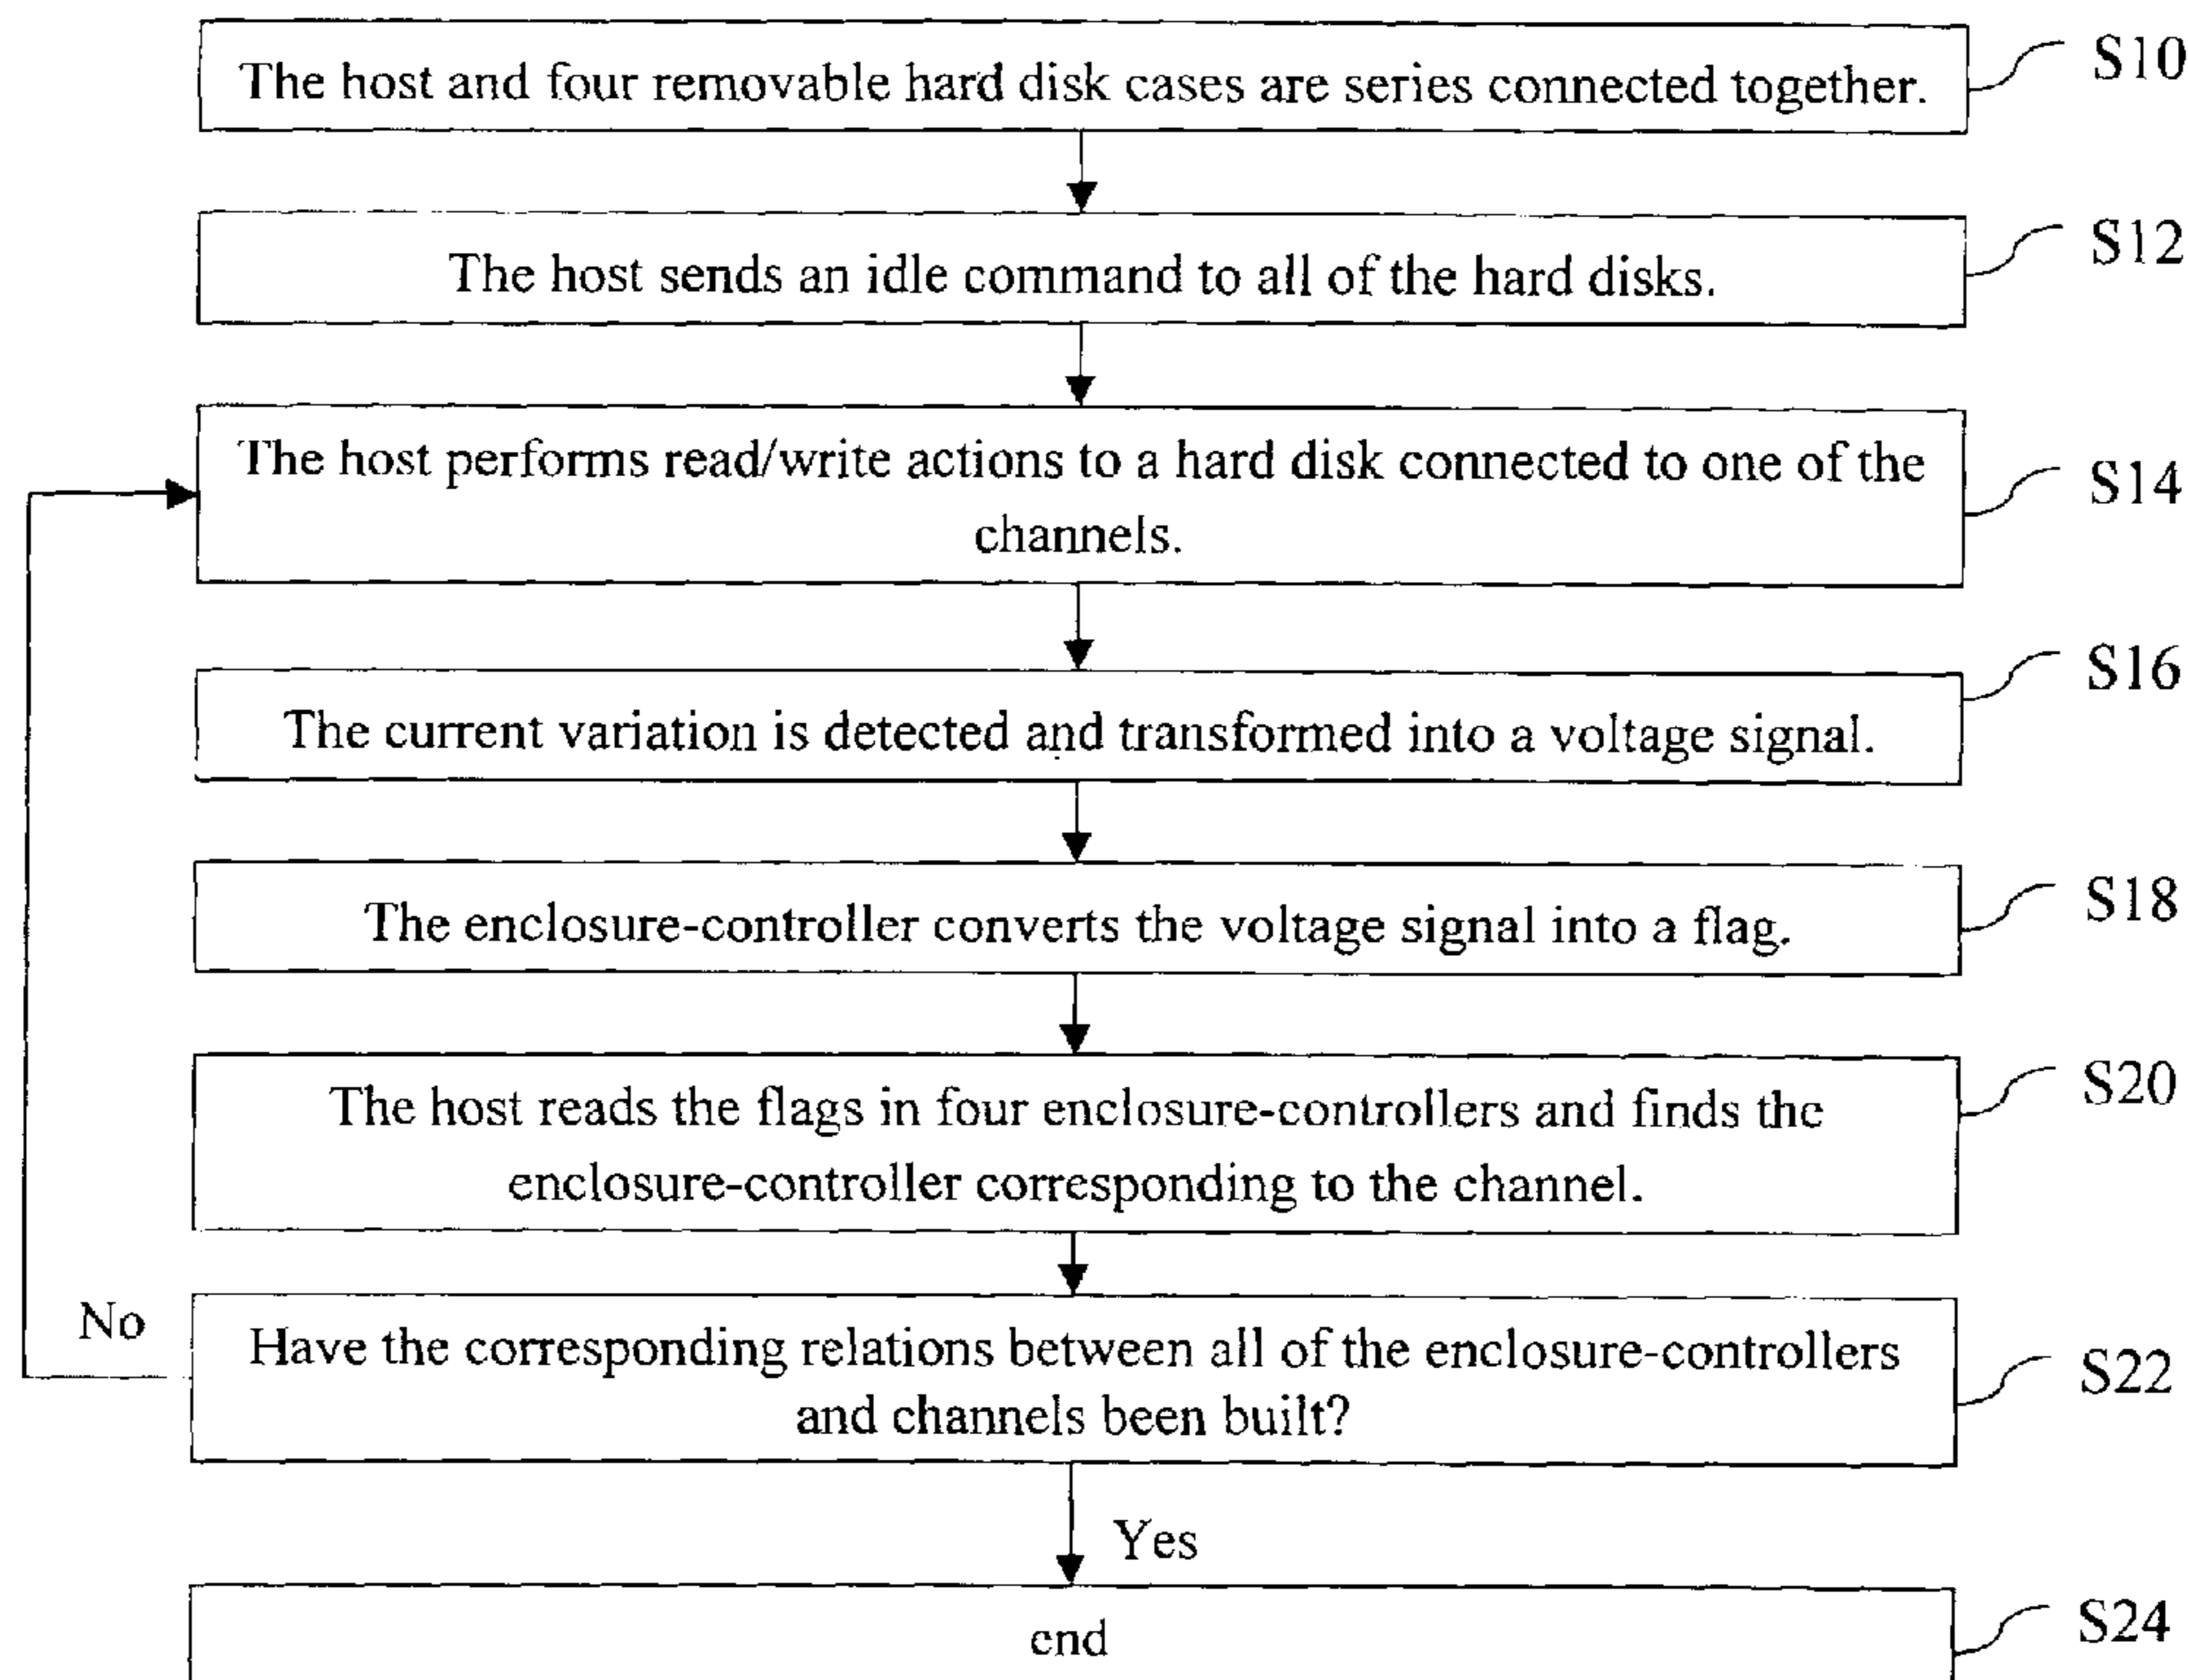 The host and four removable hard disk cases are series connected together.
S10
The host sends an idle command to all of the hard disks.
S12
The host performs read/write actions to a hard disk connected to one of the
channels.
S14
The current variation is detected and transformed into a voltage signal.
S16
The enclosure-controller converts the voltage signal into a flag.
S18
The host reads the flags in four enclosure-controllers and finds the
enclosure-controller corresponding to the channel.
S20
No
Have the corresponding relations between all of the enclosure-controllers
and channels been built?
S22
Yes
end
S24